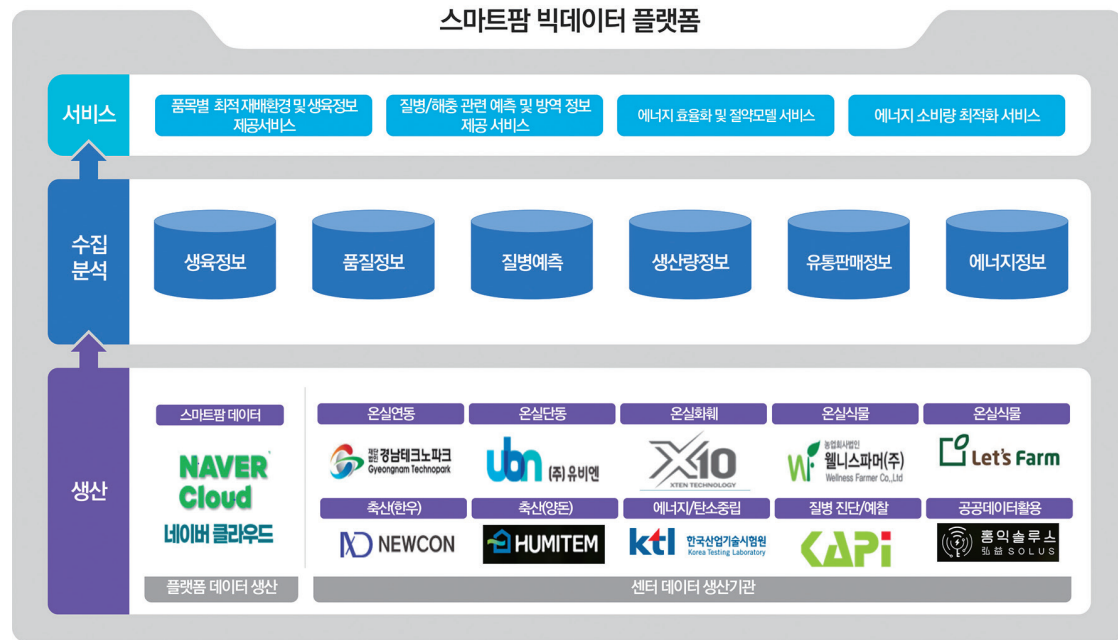 스마트팜 빅데이터 플랫폼
서비스
품목별 최적 재배환경 및 생육정보
제공서비스
질병/해충 관련 예측 및 방역 정보
제공 서비스
에너지 효율화 및 절약모델 서비스
에너지 소비량 최적화 서비스
수집
분석
생육정보
품질정보
질병예측
생산량정보
유통판매정보
에너지정보
생산
스마트팜 데이터
NAVER
Cloud
네이버 클라우드
플랫폼 데이터 생산
온실연동
온실단동
온실화훼
온실식물
온실식물
재단법인 경남테크노파크
Gyeongnam Technopark
ubn (주)유비엔
X10
XTEN TECHNOLOGY
농업회사법인
웰니스파머(주)
Wellness Farmer Co.,Ltd
Let's Farm
축산(한우)
축산(양돈)
에너지/탄소중립
질병 진단/예찰
공공데이터활용
NEWCON
HUMITEM
ktl 한국산업기술시험원
Korea Testing Laboratory
KAPi
홍익솔루스
弘益 SOLUS
센터 데이터 생산기관